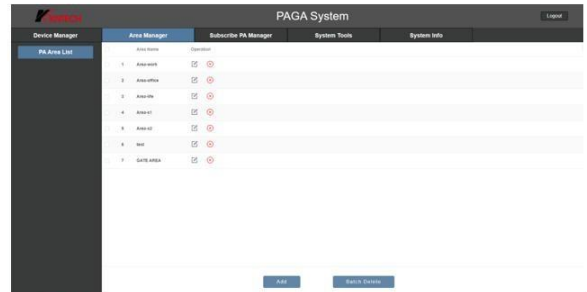 PAGA System
Logout
Device Manager Area Manager Subscribe PA Manager System Tools System Info
PA Area List
Area Name Operation
1 Area-work
2 Area-office
3 Area-life
4 Area-c1
5 Area-c2
6 test
7 GATE AREA
Add Batch Delete